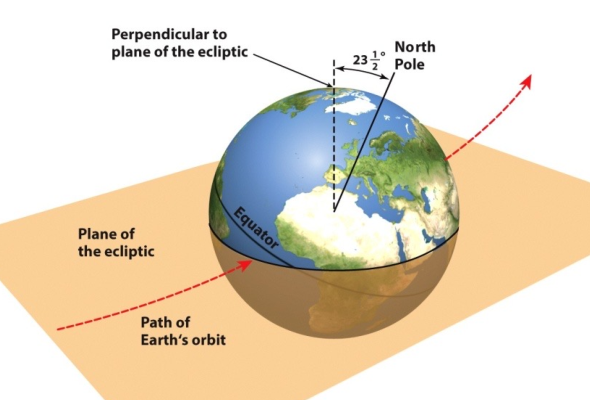 Perpendicular to
plane of the ecliptic
23 1/2°
North
Pole
Equator
Plane of
the ecliptic
Path of
Earth's orbit